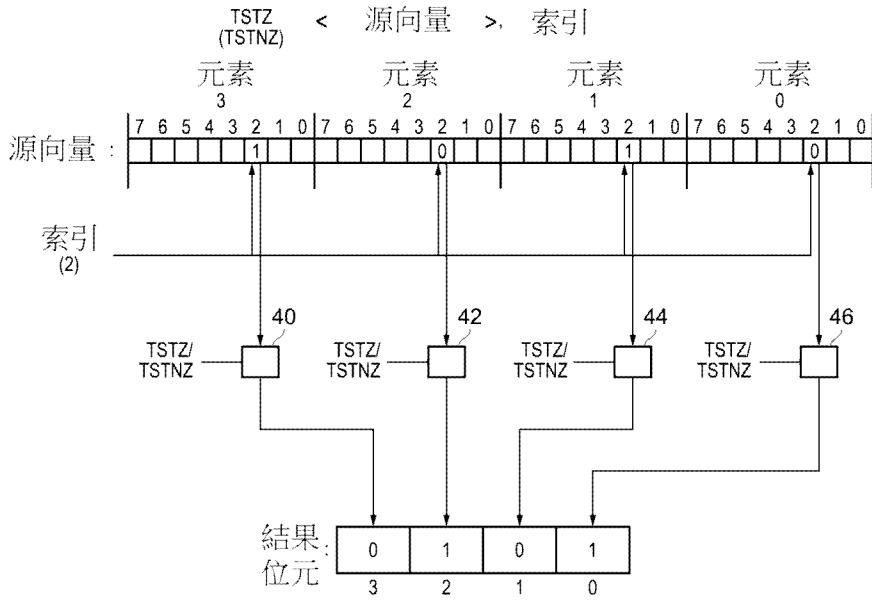 TSTZ < 源向量 >, 索引
(TSTNZ)
元素 元素 元素 元素
3 2 1 0
7 6 5 4 3 2 1 0 7 6 5 4 3 2 1 0 7 6 5 4 3 2 1 0 7 6 5 4 3 2 1 0
源向量 : 1 0 1 0
索引
(2)
40 42 44 46
TSTZ/ TSTZ/ TSTZ/ TSTZ/
TSTNZ TSTNZ TSTNZ TSTNZ
結果 : 0 1 0 1
位元 3 2 1 0